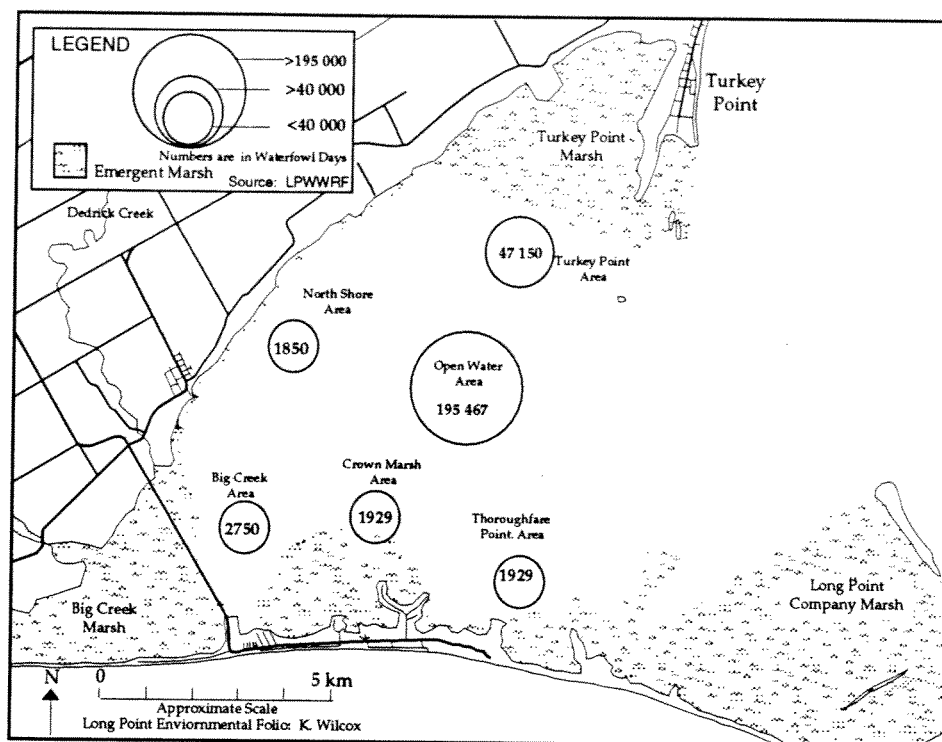 LEGEND
>195 000
>40 000
<40 000
Numbers are in Waterfowl Days
Emergent Marsh
Source: LPWWRF
Turkey
Point
Turkey Point
Marsh
Dedrick Creek
47 150
Turkey Point
Area
North Shore
Area
1850
Open Water
Area
195 467
Big Creek
Area
2750
Crown Marsh
Area
1929
Thoroughfare
Point. Area
1929
Long Point
Company Marsh
Big Creek
Marsh
N
0
5 km
Approximate Scale
Long Point Enviornmental Folio: K. Wilcox